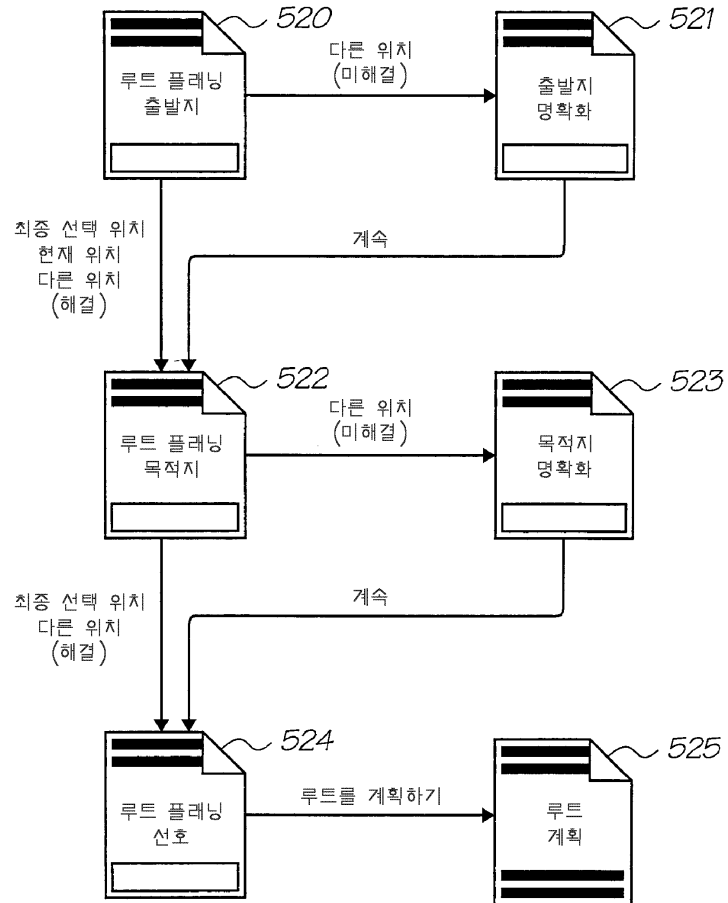 520
루트 플래닝
출발지
다른 위치
(미해결)
521
출발지
명확화
최종 선택 위치
현재 위치
다른 위치
(해결)
계속
522
루트 플래닝
목적지
다른 위치
(미해결)
523
목적지
명확화
최종 선택 위치
다른 위치
(해결)
계속
524
루트 플래닝
선호
루트를 계획하기
525
루트
계획